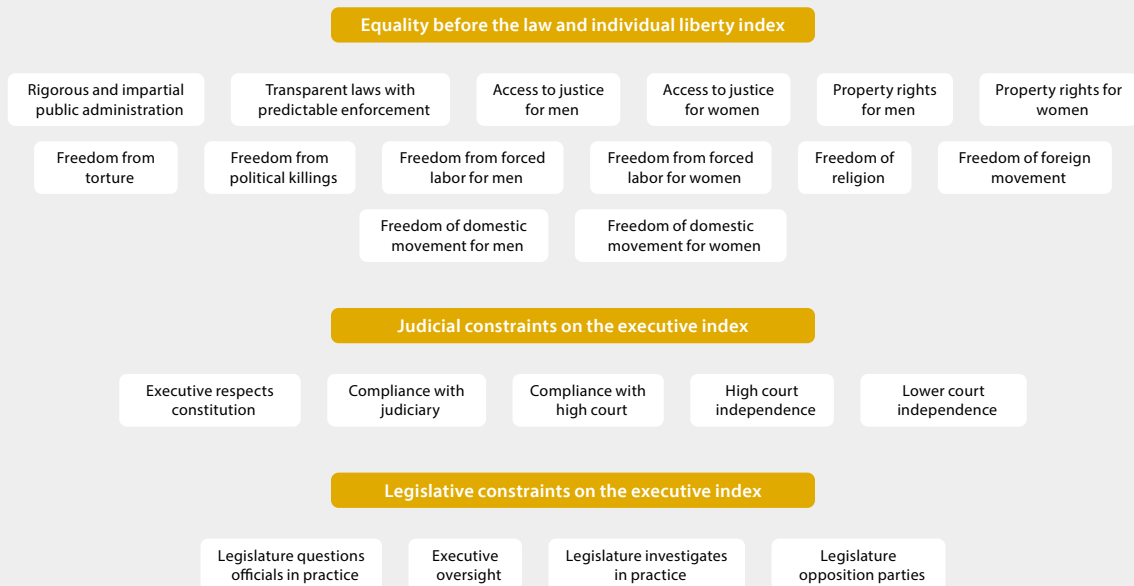 Equality before the law and individual liberty index
Rigorous and impartial
public administration
Transparent laws with
predictable enforcement
Access to justice
for men
Access to justice
for women
Property rights
for men
Property rights for
women
Freedom from
torture
Freedom from
political killings
Freedom from forced
labor for men
Freedom from forced
labor for women
Freedom of
religion
Freedom of foreign
movement
Freedom of domestic
movement for men
Freedom of domestic
movement for women
Judicial constraints on the executive index
Executive respects
constitution
Compliance with
judiciary
Compliance with
high court
High court
independence
Lower court
independence
Legislative constraints on the executive index
Legislature questions
officials in practice
Executive
oversight
Legislature investigates
in practice
Legislature
opposition parties